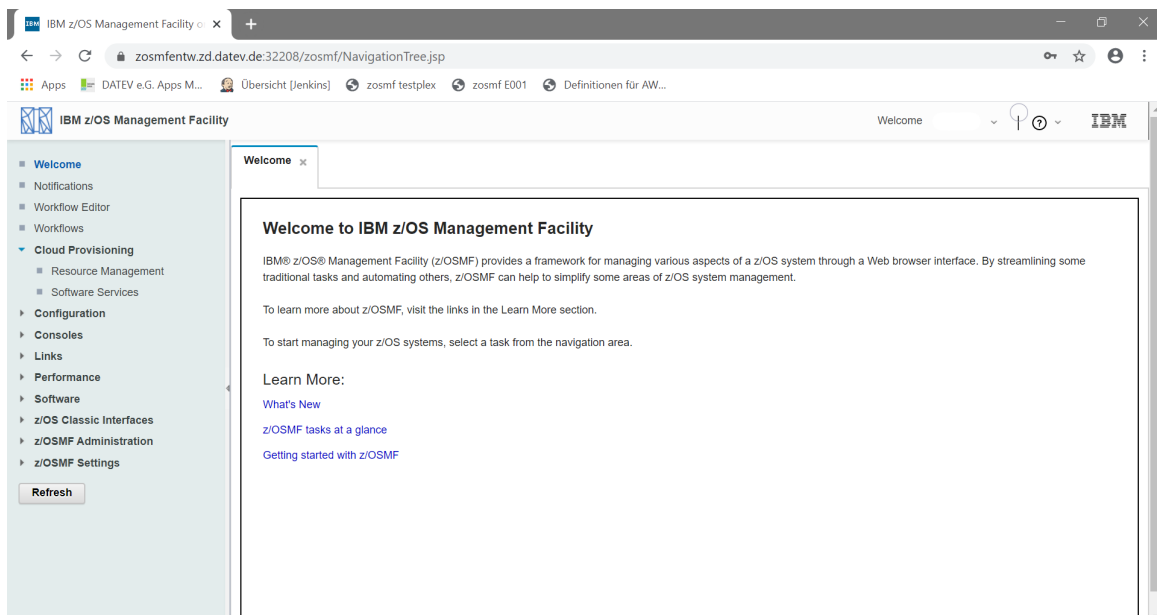 IBM z/OS Management Facility o
zosmfentw.zd.datev.de:32208/zosmf/NavigationTree.jsp
Apps DATEV e.G. Apps M... Übersicht [Jenkins] zosmf testplex zosmf E001 Definitionen für AW...
IBM z/OS Management Facility
Welcome
IBM
Welcome
Notifications
Workflow Editor
Workflows
Cloud Provisioning
Resource Management
Software Services
Configuration
Consoles
Links
Performance
Software
z/OS Classic Interfaces
z/OSMF Administration
z/OSMF Settings
Refresh
Welcome
Welcome to IBM z/OS Management Facility
IBM® z/OS® Management Facility (z/OSMF) provides a framework for managing various aspects of a z/OS system through a Web browser interface. By streamlining some
traditional tasks and automating others, z/OSMF can help to simplify some areas of z/OS system management.
To learn more about z/OSMF, visit the links in the Learn More section.
To start managing your z/OS systems, select a task from the navigation area.
Learn More:
What's New
z/OSMF tasks at a glance
Getting started with z/OSMF